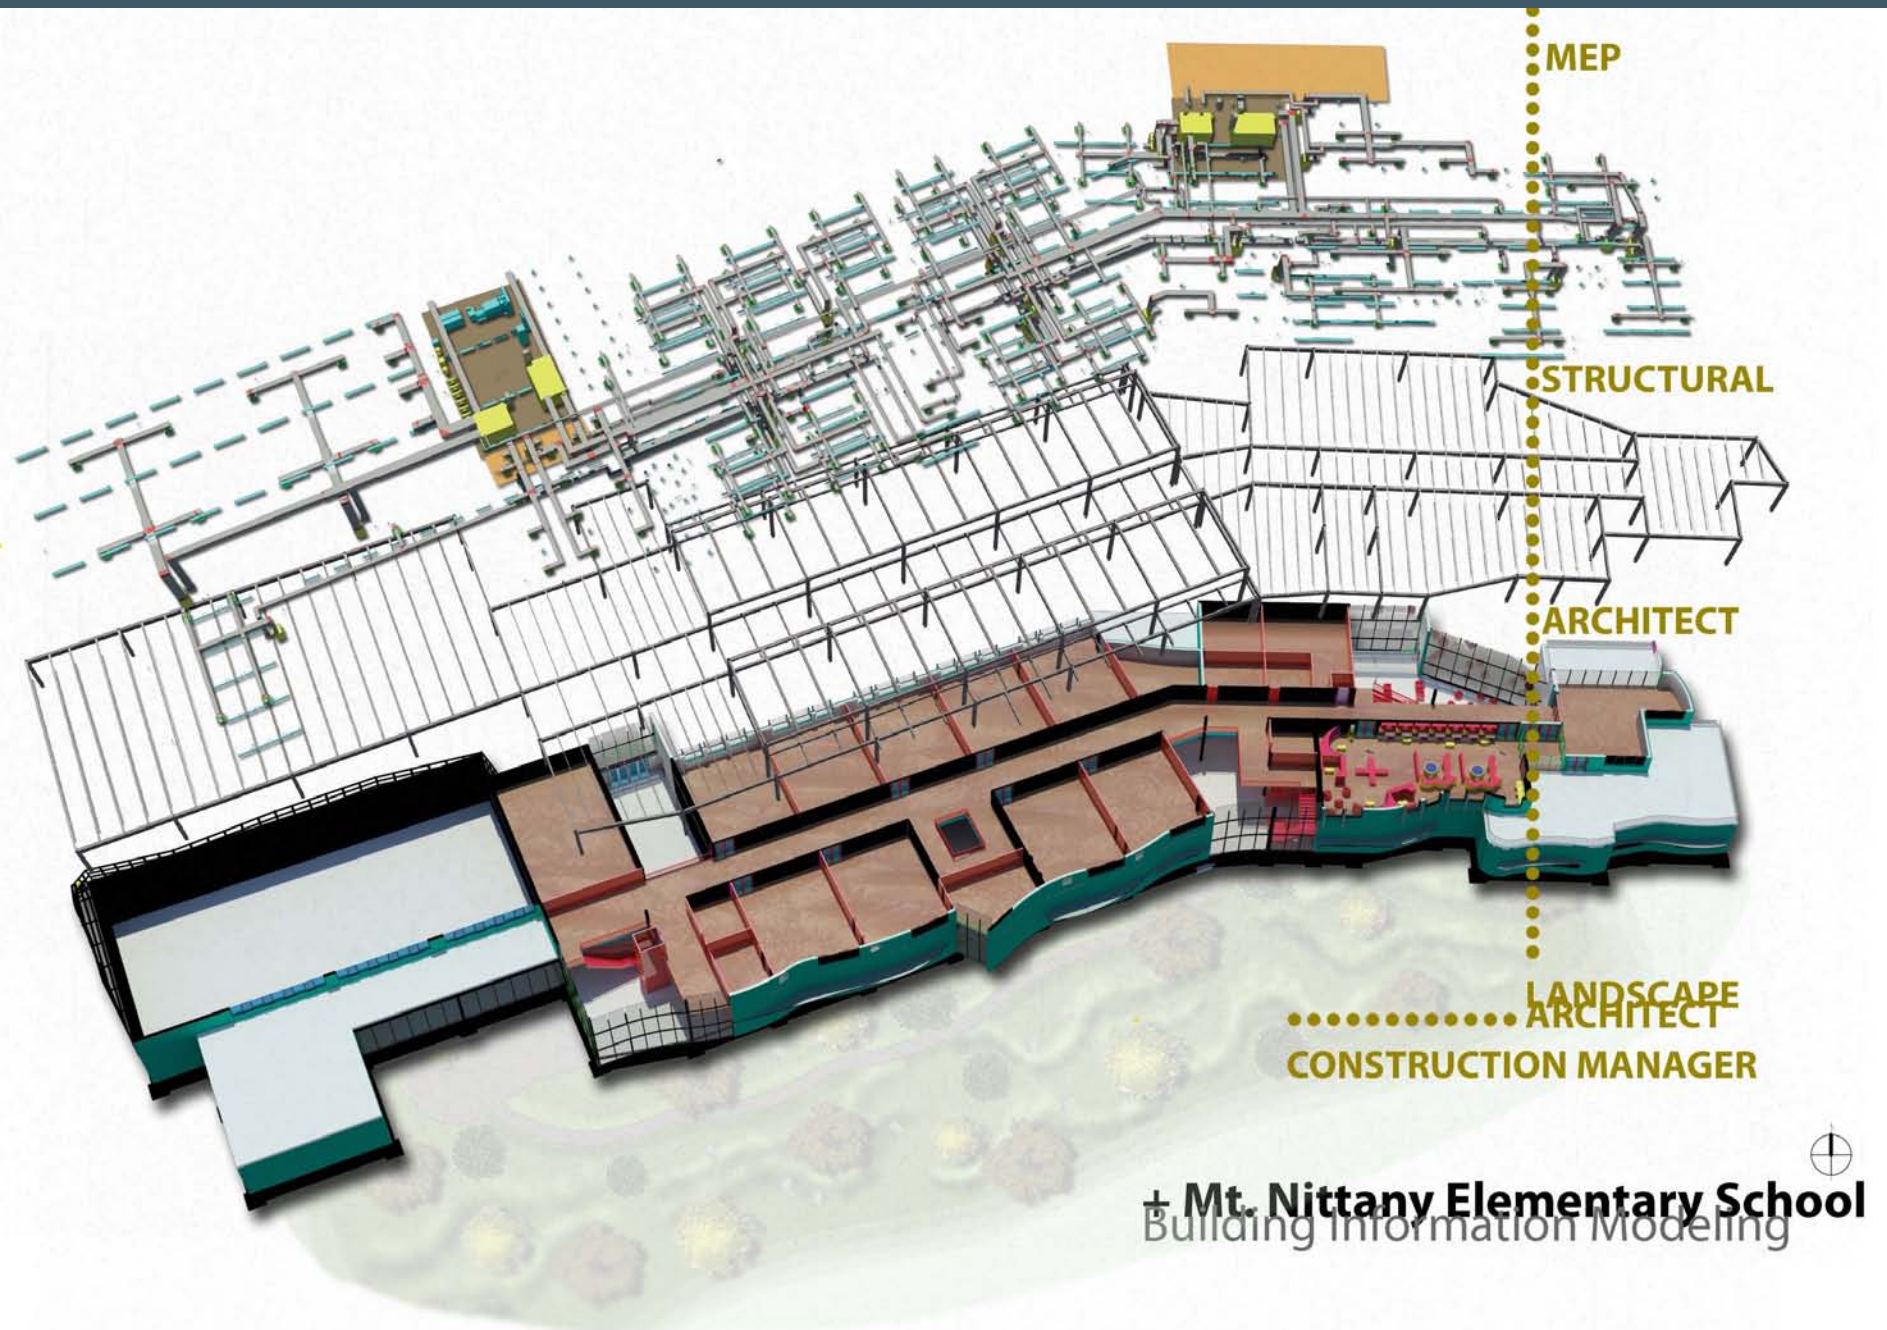 MEP
STRUCTURAL
ARCHITECT
LANDSCAPE
ARCHITECT
CONSTRUCTION MANAGER
+ Mt. Nittany Elementary School
Building Information Modeling